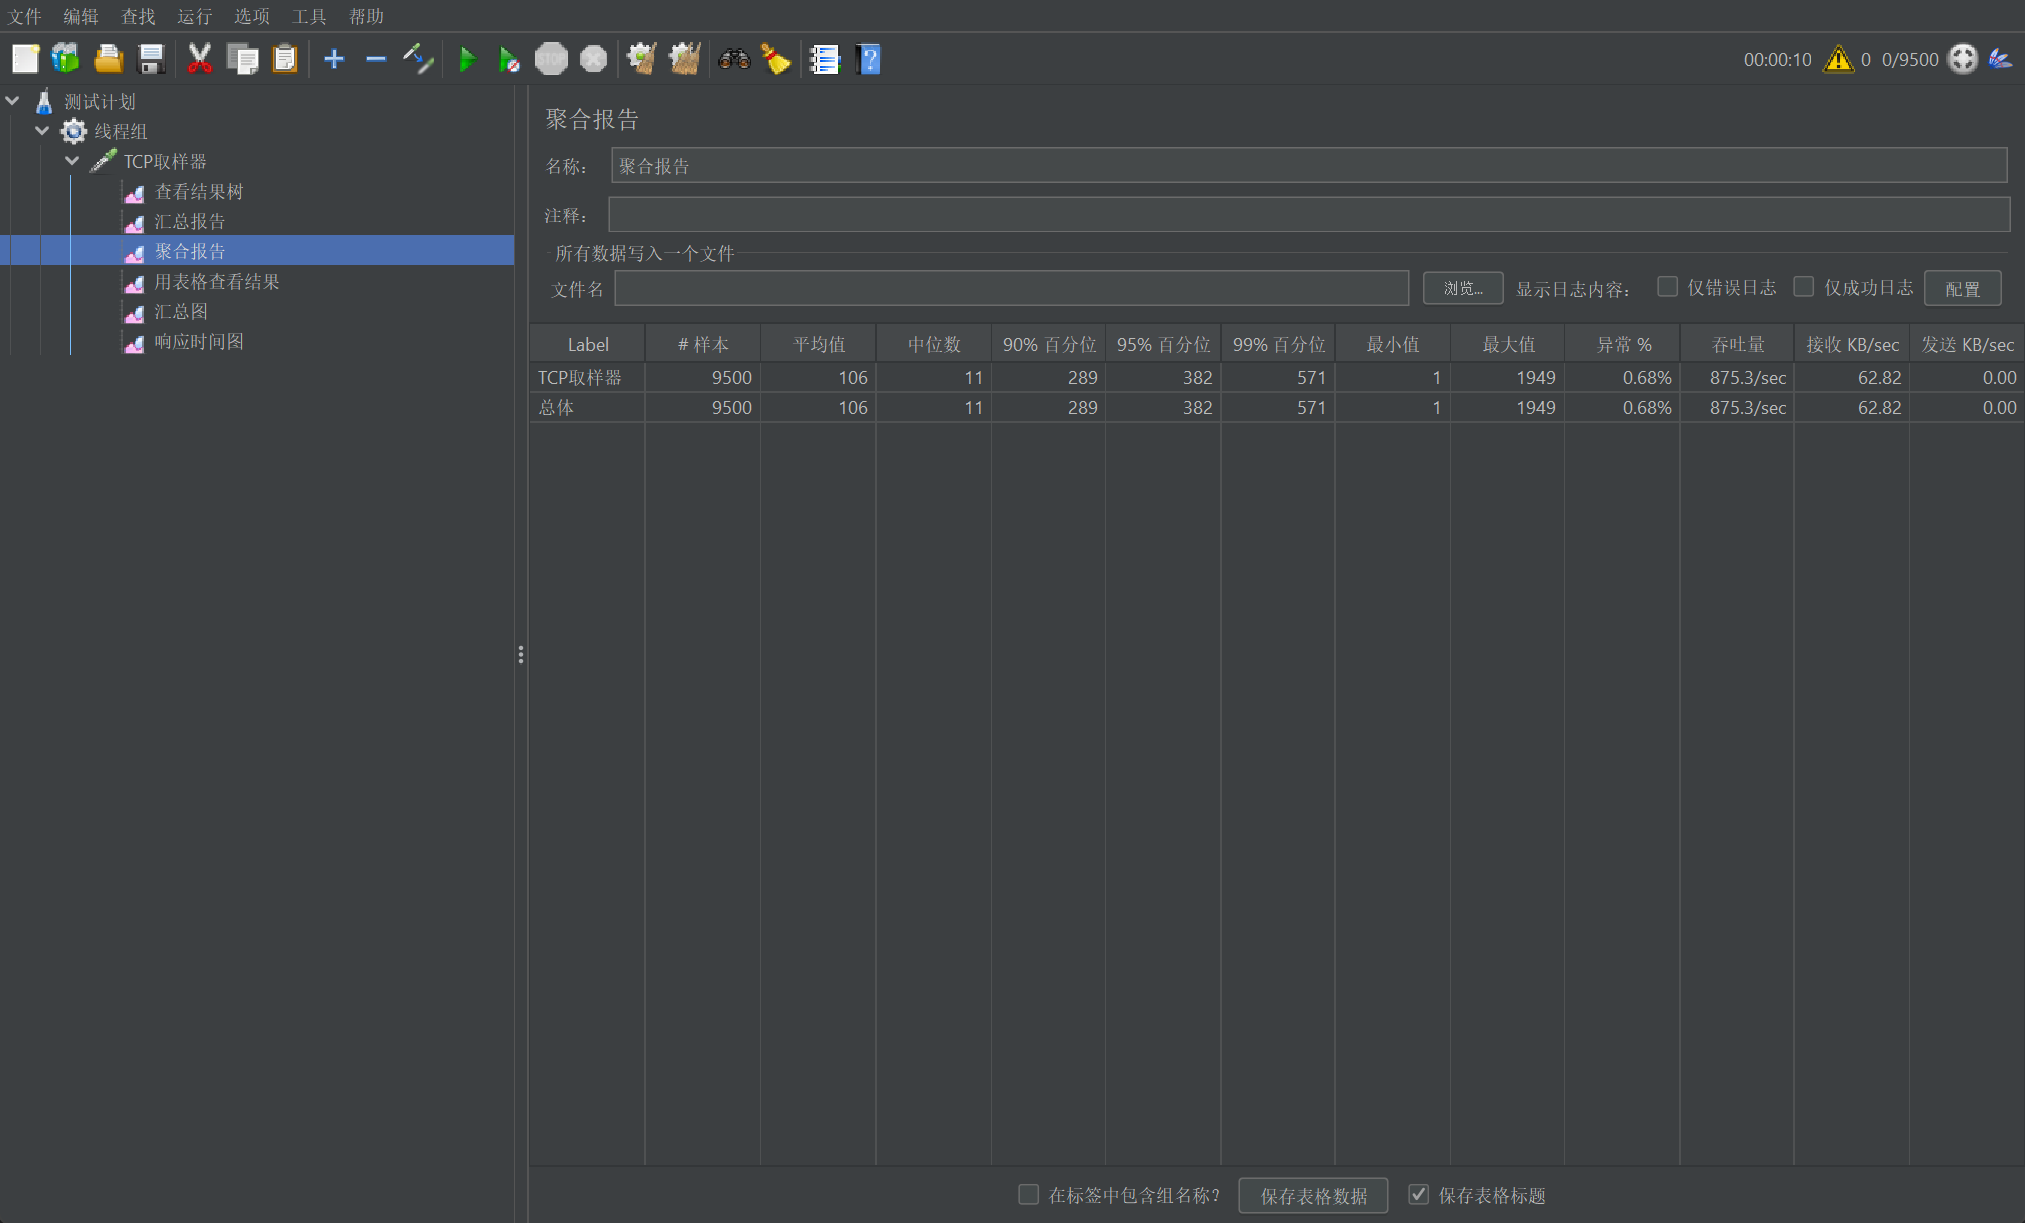 文件 编辑 查找 运行 选项 工具 帮助
STOP
00:00:10 0 0/9500
测试计划
线程组
TCP取样器
查看结果树
汇总报告
聚合报告
用表格查看结果
汇总图
响应时间图
聚合报告
名称： 聚合报告
注释：
所有数据写入一个文件
文件名 浏览... 显示日志内容： 仅错误日志 仅成功日志 配置
Label # 样本 平均值 中位数 90% 百分位 95% 百分位 99% 百分位 最小值 最大值 异常 % 吞吐量 接收 KB/sec 发送 KB/sec
TCP取样器 9500 106 11 289 382 571 1 1949 0.68% 875.3/sec 62.82 0.00
总体 9500 106 11 289 382 571 1 1949 0.68% 875.3/sec 62.82 0.00
在标签中包含组名称? 保存表格数据 保存表格标题